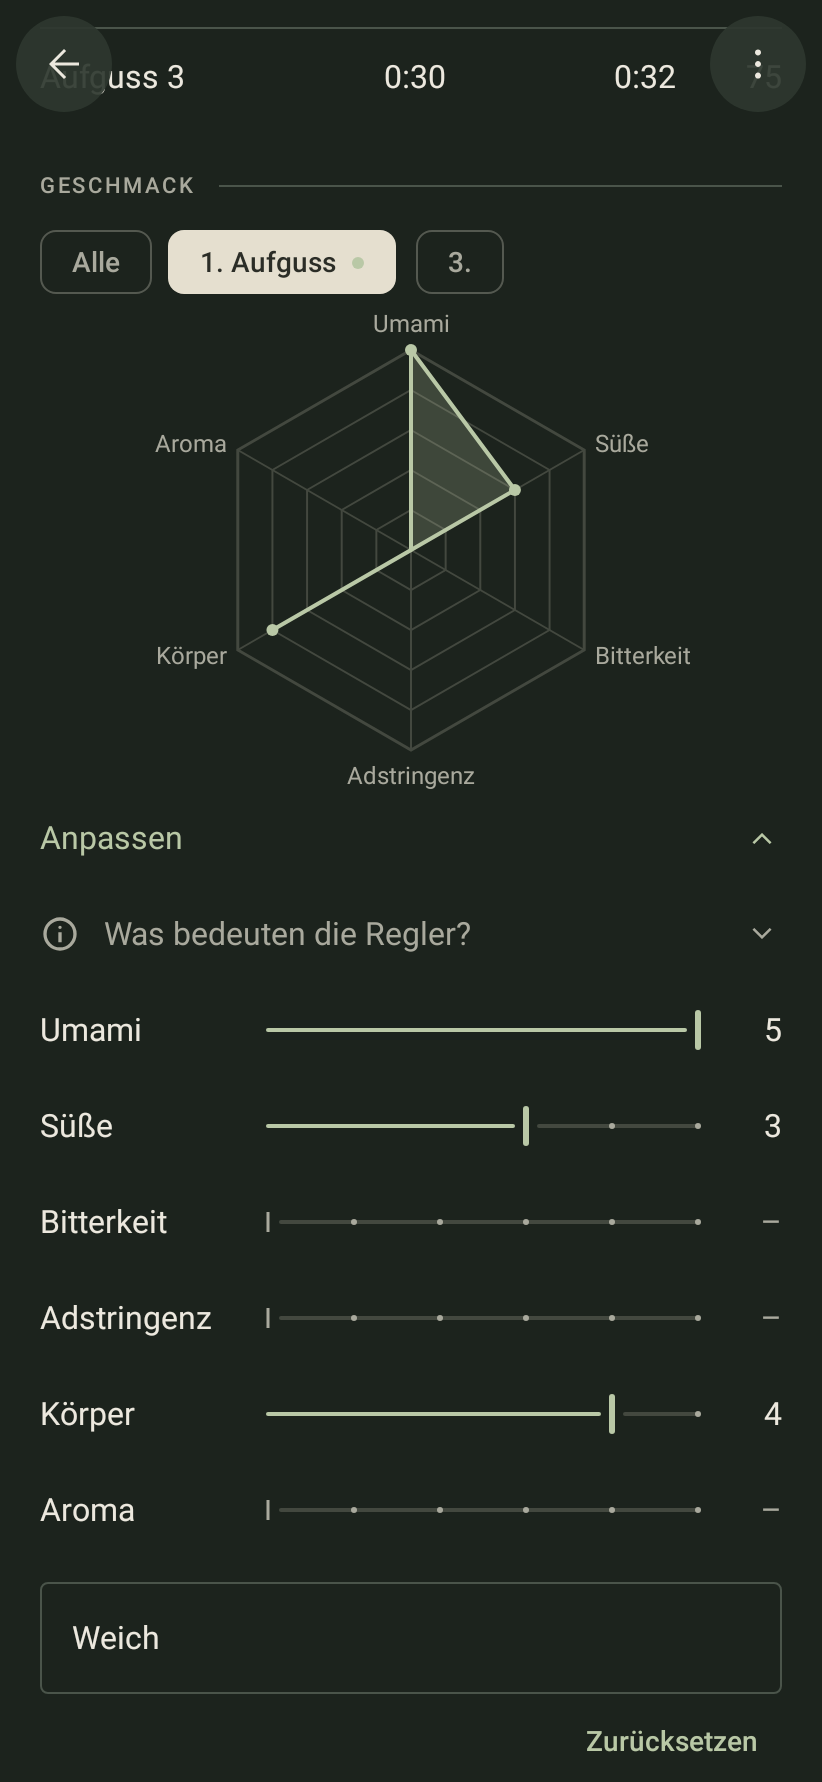 Aufguss 3 0:30 0:32 75
GESCHMACK
Alle 1. Aufguss 3.
Umami
Aroma Süße
Körper Bitterkeit
Adstringenz
Anpassen
Was bedeuten die Regler?
Umami 5
Süße 3
Bitterkeit –
Adstringenz –
Körper 4
Aroma –
Weich
Zurücksetzen